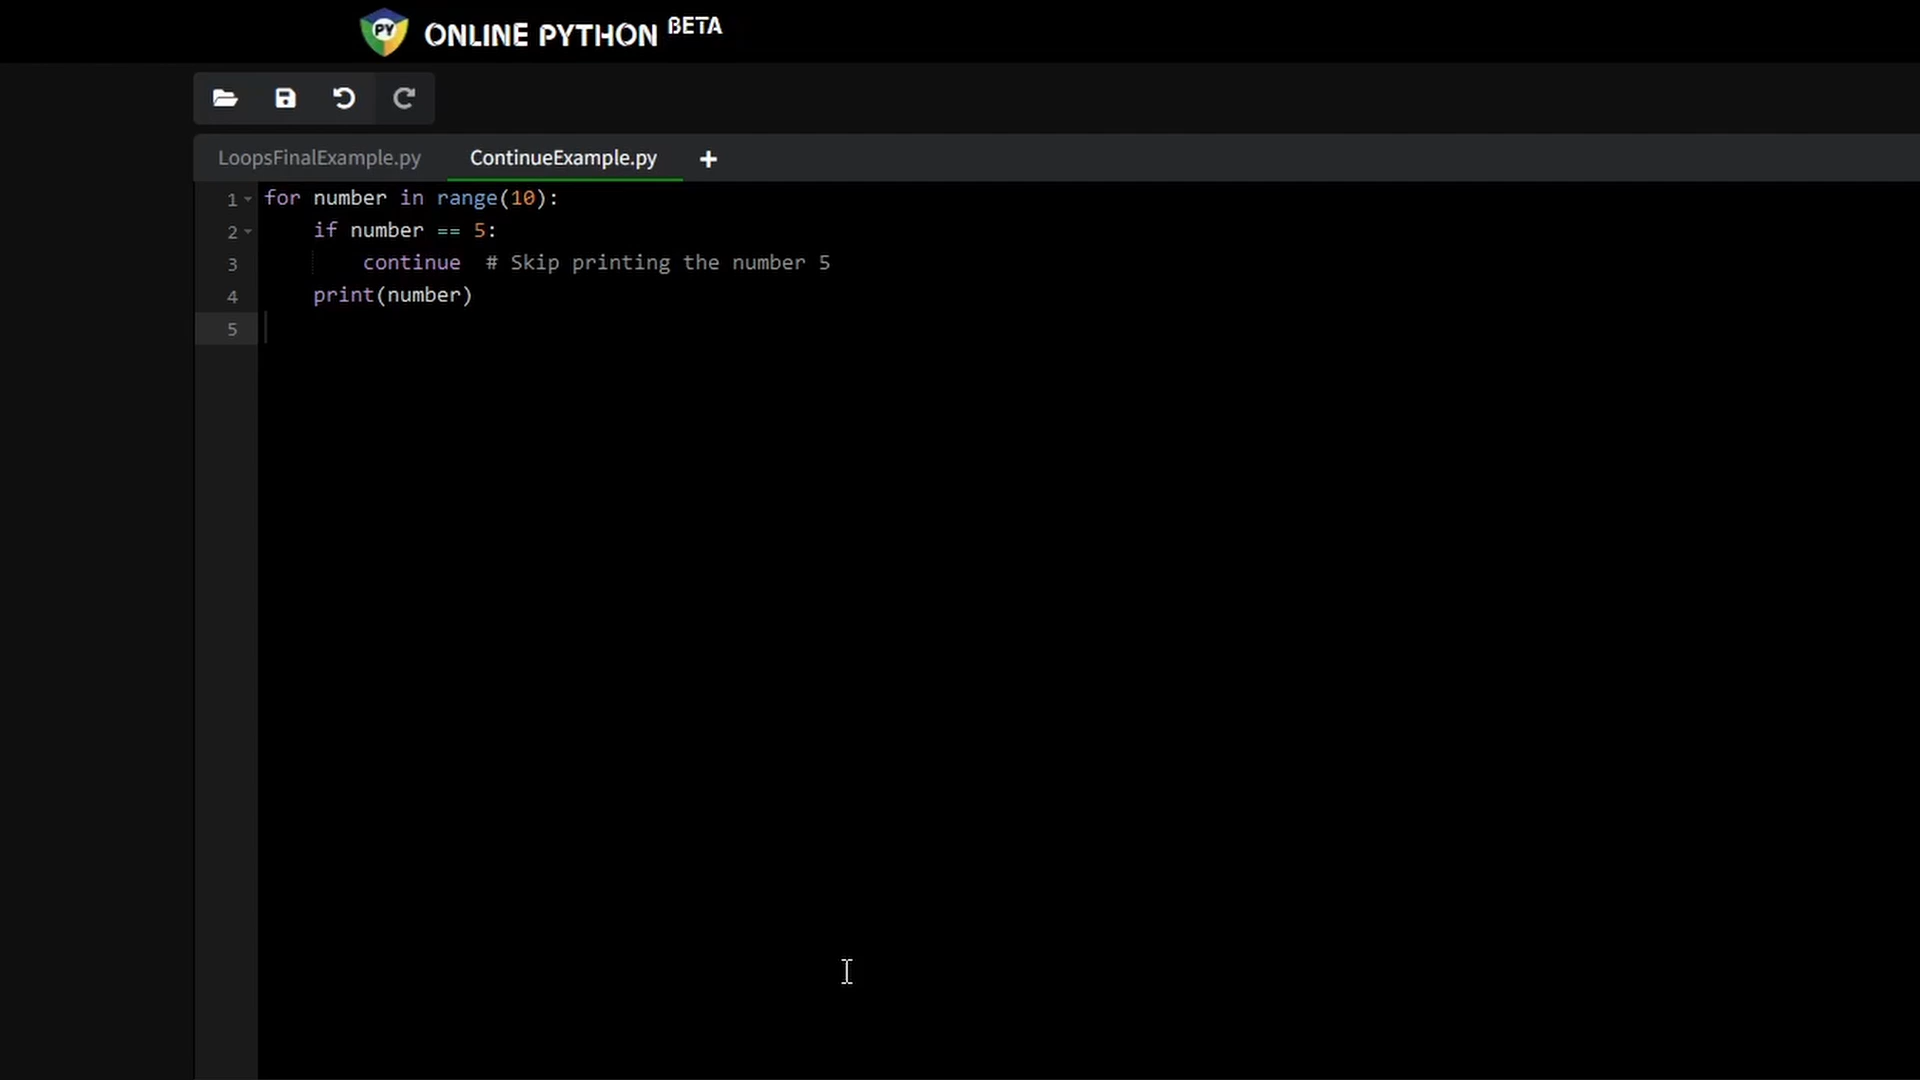 PY ONLINE PYTHON BETA
LoopsFinalExample.py ContinueExample.py +
1 for number in range(10):
2     if number == 5:
3         continue  # Skip printing the number 5
4     print(number)
5